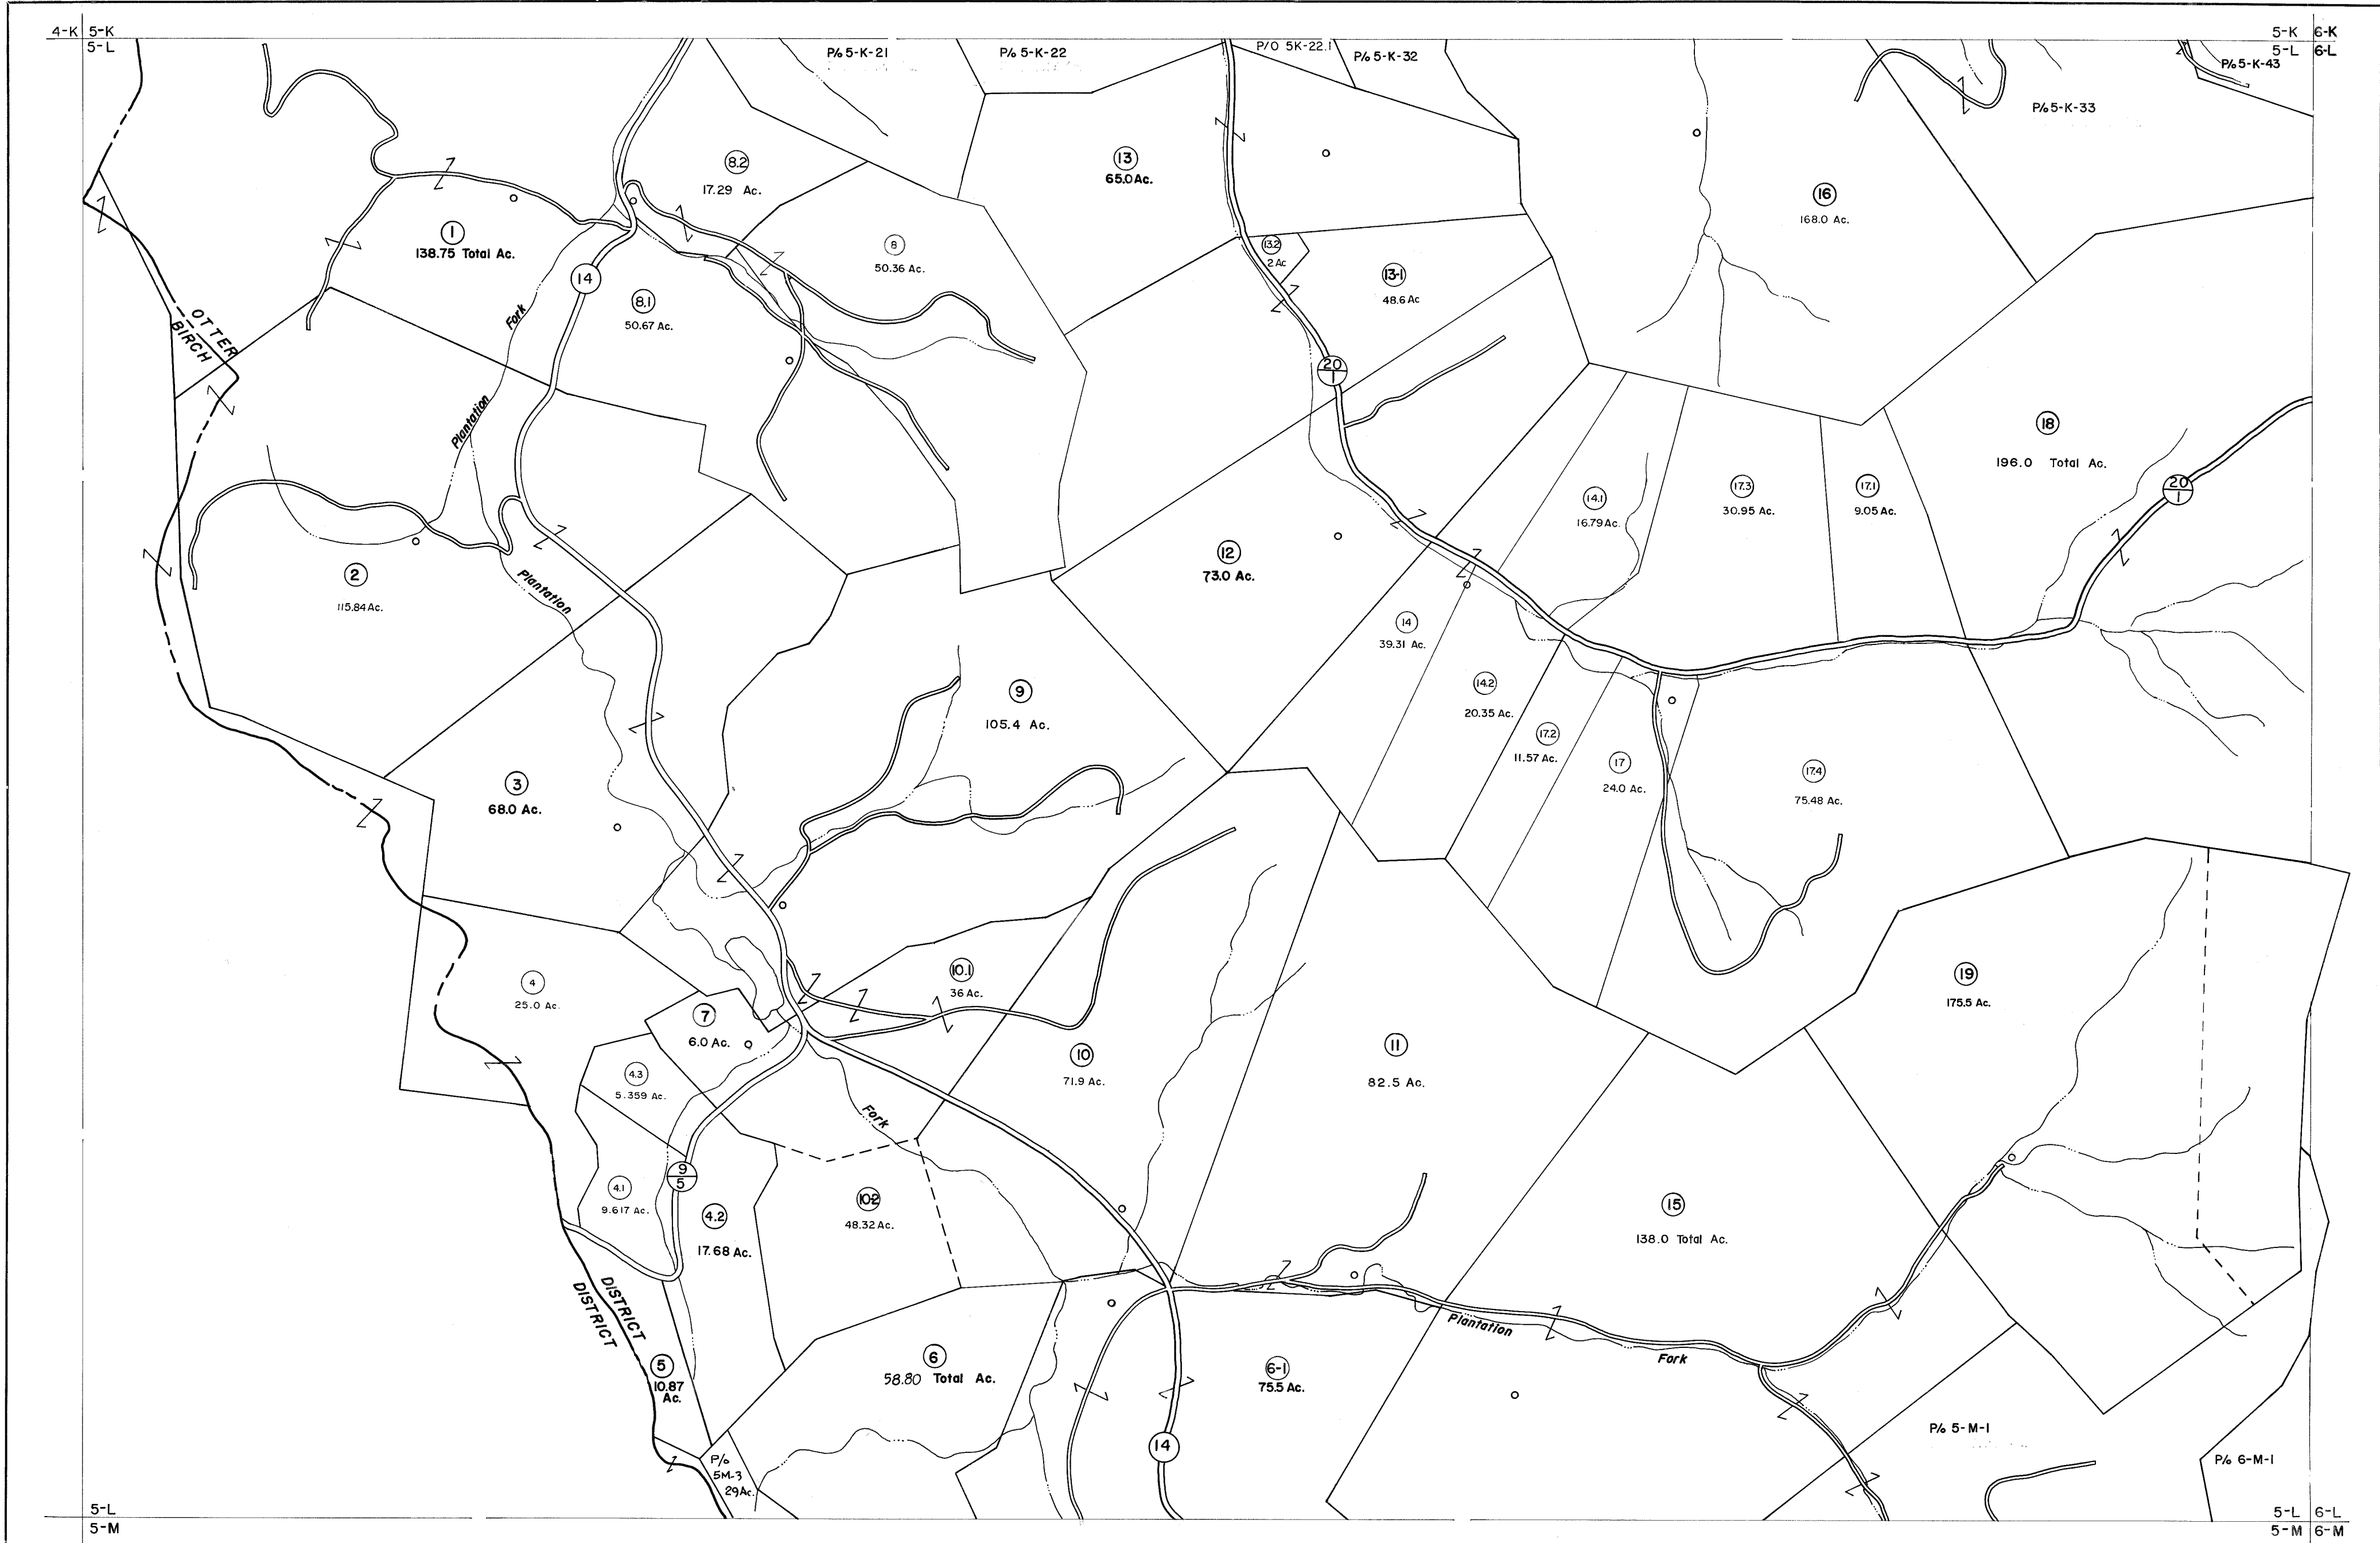 4-K 5-K
5-L
P/o 5-K-21
P/o 5-K-22
P/O 5K-22.1
P/o 5-K-32
5-K 6-K
5-L 6-L
P/o 5-K-43
P/o 5-K-33
8.2
17.29 Ac.
13
65.0 Ac.
16
168.0 Ac.
1
138.75 Total Ac.
14
8
50.36 Ac.
13.2
2 Ac
13-1
48.6 Ac
8.1
50.67 Ac.
Fork
OTTER
BIRCH
20
1
Plantation
18
196.0 Total Ac.
20
1
14.1
16.79 Ac.
17.3
30.95 Ac.
17.1
9.05 Ac.
12
73.0 Ac.
2
115.84 Ac.
Plantation
14
39.31 Ac.
14.2
20.35 Ac.
9
105.4 Ac.
17.2
11.57 Ac.
17
24.0 Ac.
17.4
75.48 Ac.
3
68.0 Ac.
4
25.0 Ac.
10.1
36 Ac.
19
175.5 Ac.
7
6.0 Ac.
10
71.9 Ac.
11
82.5 Ac.
4.3
5.359 Ac.
Fork
9
5
4.1
9.617 Ac.
4.2
17.68 Ac.
10-2
48.32 Ac.
15
138.0 Total Ac.
DISTRICT
DISTRICT
Plantation
Fork
5
10.87
Ac.
6
58.80 Total Ac.
6-1
75.5 Ac.
14
P/o
5M-3
29 Ac.
P/o 5-M-1
P/o 6-M-1
5-L
5-M
5-L 6-L
5-M 6-M